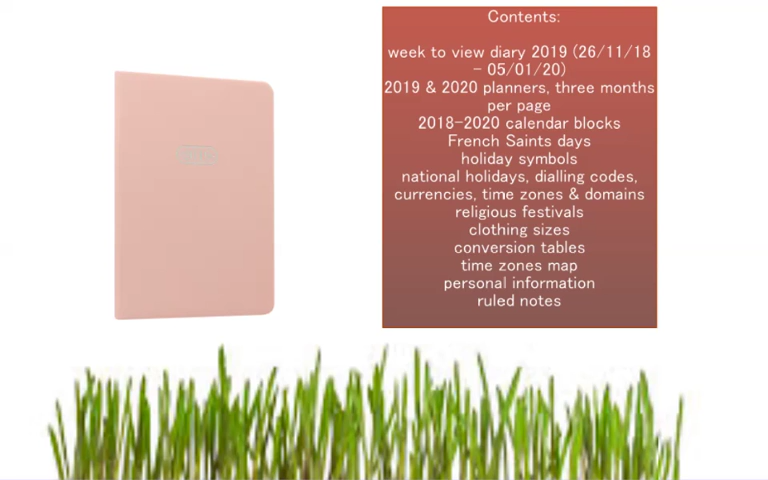 Contents:
week to view diary 2019 (26/11/18
– 05/01/20)
2019 & 2020 planners, three months
per page
2018-2020 calendar blocks
French Saints days
holiday symbols
national holidays, dialling codes,
currencies, time zones & domains
religious festivals
clothing sizes
conversion tables
time zones map
personal information
ruled notes